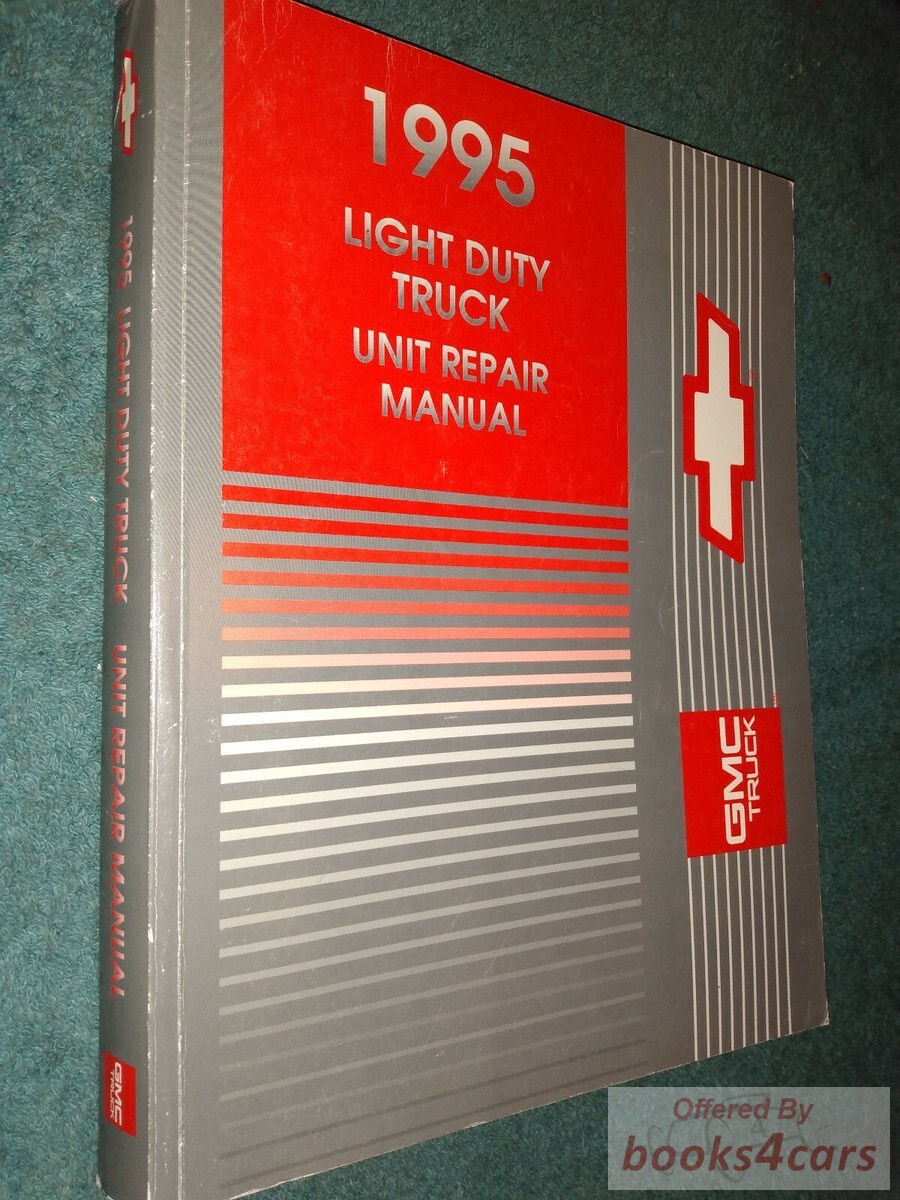 1995
LIGHT DUTY
TRUCK
UNIT REPAIR
MANUAL
GMC
TRUCK
1995 LIGHT DUTY TRUCK UNIT REPAIR MANUAL
GMC
TRUCK
Offered By
books4cars